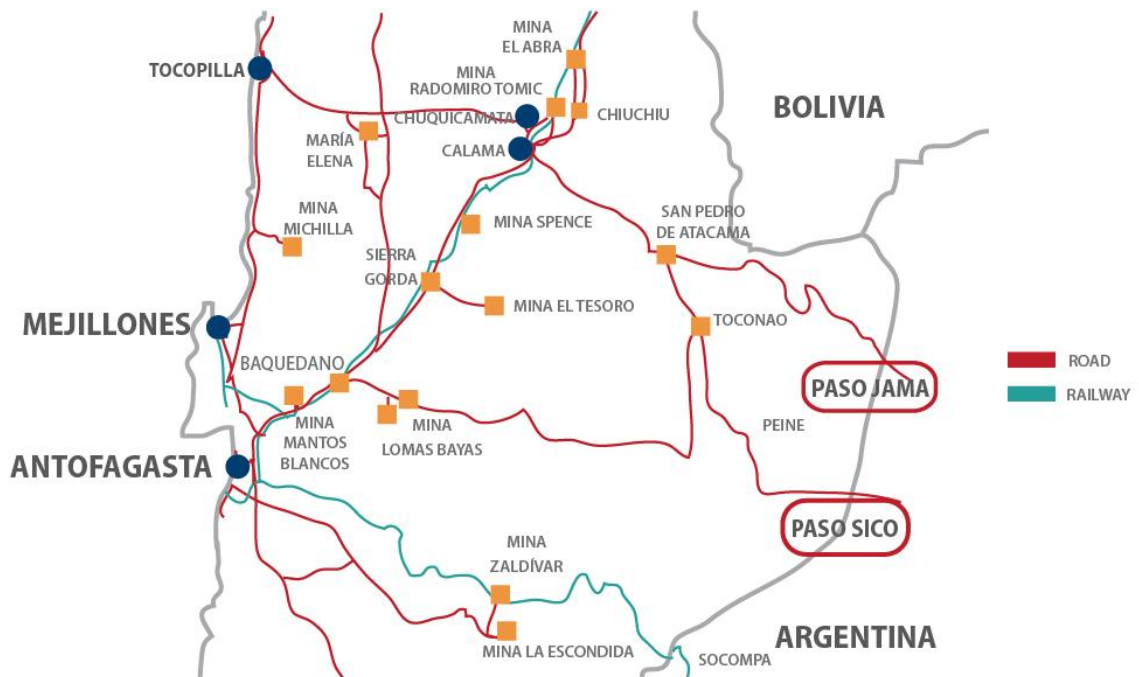 MINA
EL ABRA
TOCOPILLA
MINA
RADOMIRO TOMIC
BOLIVIA
CHUQUICAMATA
CHIUCHIU
MARÍA
ELENA
CALAMA
MINA
MICHILLA
MINA SPENCE
SAN PEDRO
DE ATACAMA
SIERRA
GORDA
MINA EL TESORO
MEJILLONES
TOCONAO
BAQUEDANO
ROAD
PASO JAMA
RAILWAY
MINA
MANTOS
BLANCOS
MINA
LOMAS BAYAS
PEINE
ANTOFAGASTA
PASO SICO
MINA
ZALDÍVAR
ARGENTINA
MINA LA ESCONDIDA
SOCOMPA